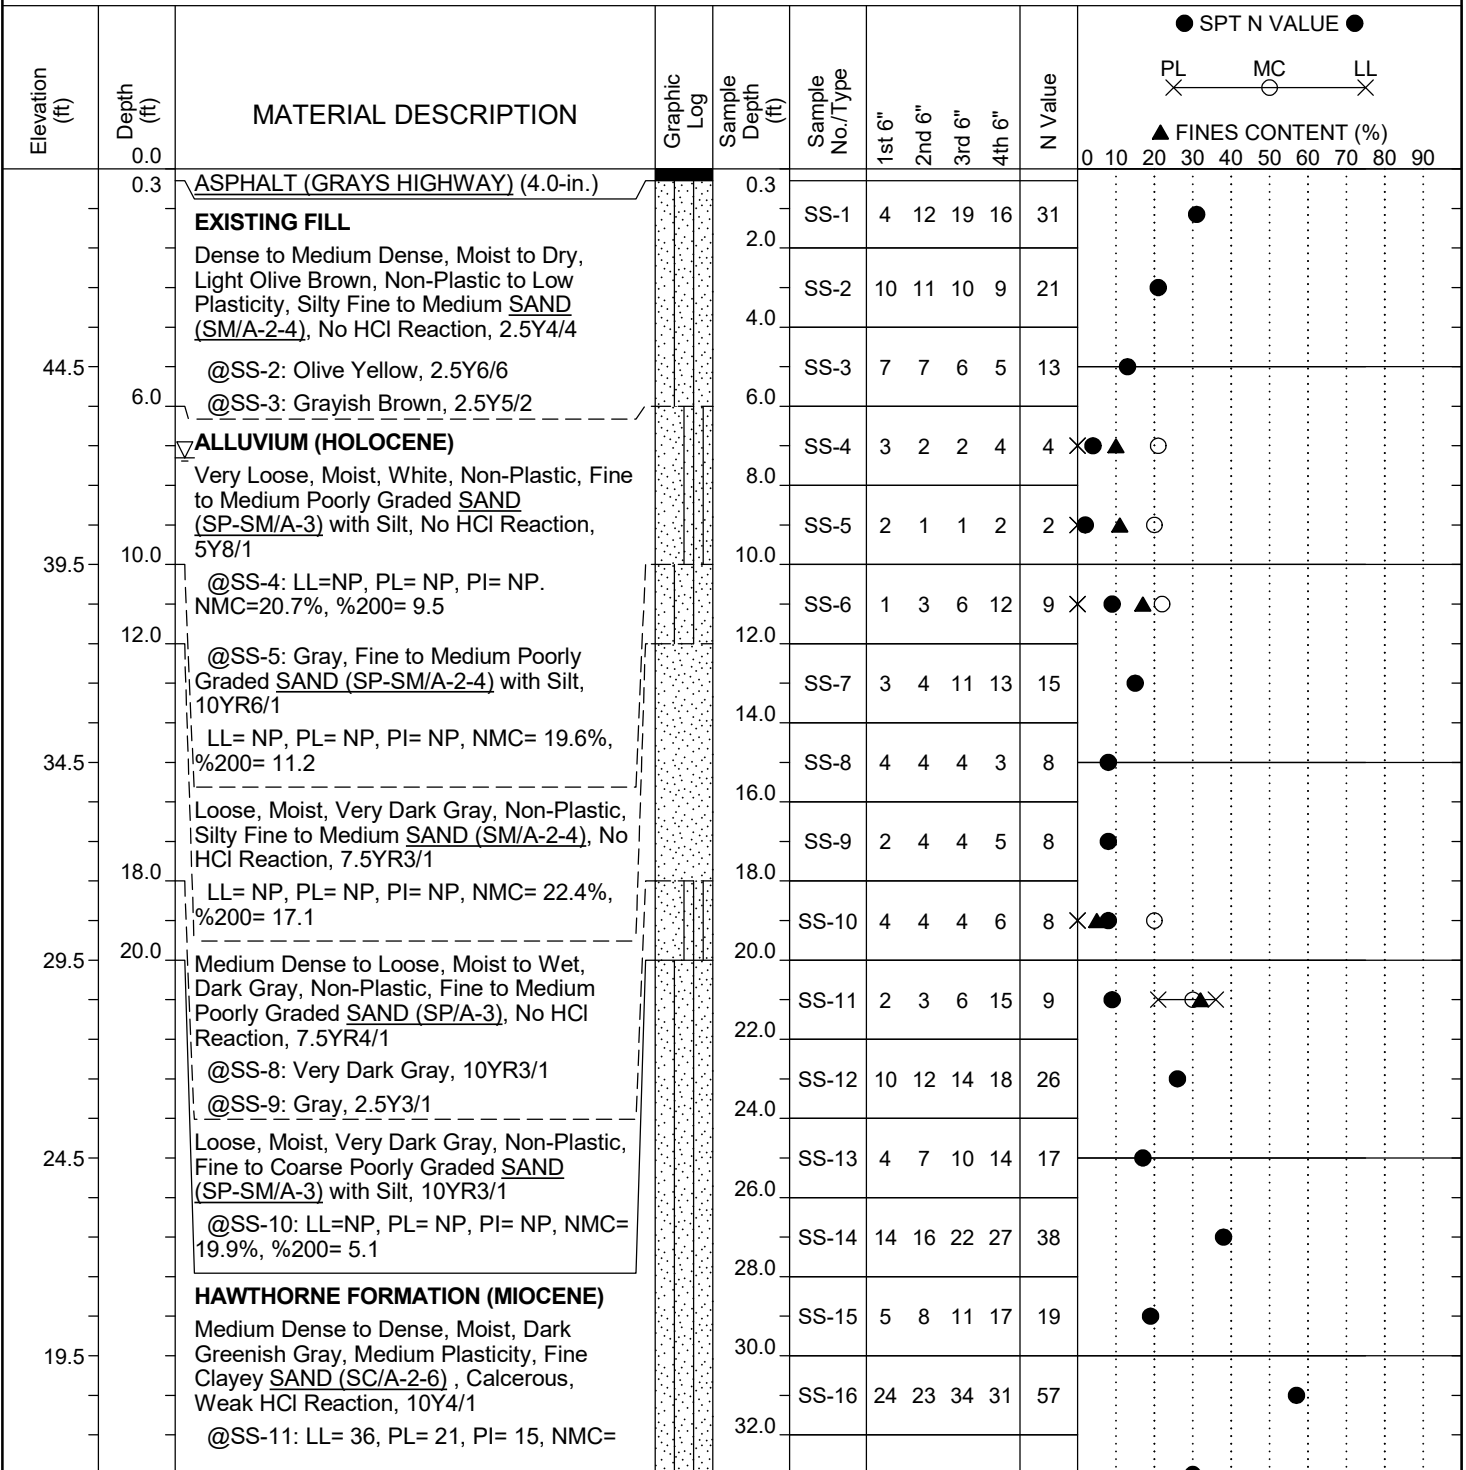 ● SPT N VALUE ●
PL MC LL
▲ FINES CONTENT (%)
0 10 20 30 40 50 60 70 80 90
Elevation (ft)
Depth (ft)
0.0
MATERIAL DESCRIPTION
Graphic Log
Sample Depth (ft)
Sample No./Type
1st 6"
2nd 6"
3rd 6"
4th 6"
N Value
0.3
6.0
10.0
12.0
18.0
20.0
44.5
39.5
34.5
29.5
24.5
19.5
ASPHALT (GRAYS HIGHWAY) (4.0-in.)
EXISTING FILL
Dense to Medium Dense, Moist to Dry,
Light Olive Brown, Non-Plastic to Low
Plasticity, Silty Fine to Medium SAND
(SM/A-2-4), No HCl Reaction, 2.5Y4/4
@SS-2: Olive Yellow, 2.5Y6/6
@SS-3: Grayish Brown, 2.5Y5/2
ALLUVIUM (HOLOCENE)
Very Loose, Moist, White, Non-Plastic, Fine
to Medium Poorly Graded SAND
(SP-SM/A-3) with Silt, No HCl Reaction,
5Y8/1
@SS-4: LL=NP, PL= NP, PI= NP.
NMC=20.7%, %200= 9.5
@SS-5: Gray, Fine to Medium Poorly
Graded SAND (SP-SM/A-2-4) with Silt,
10YR6/1
LL= NP, PL= NP, PI= NP, NMC= 19.6%,
%200= 11.2
Loose, Moist, Very Dark Gray, Non-Plastic,
Silty Fine to Medium SAND (SM/A-2-4), No
HCl Reaction, 7.5YR3/1
LL= NP, PL= NP, PI= NP, NMC= 22.4%,
%200= 17.1
Medium Dense to Loose, Moist to Wet,
Dark Gray, Non-Plastic, Fine to Medium
Poorly Graded SAND (SP/A-3), No HCl
Reaction, 7.5YR4/1
@SS-8: Very Dark Gray, 10YR3/1
@SS-9: Gray, 2.5Y3/1
Loose, Moist, Very Dark Gray, Non-Plastic,
Fine to Coarse Poorly Graded SAND
(SP-SM/A-3) with Silt, 10YR3/1
@SS-10: LL=NP, PL= NP, PI= NP, NMC=
19.9%, %200= 5.1
HAWTHORNE FORMATION (MIOCENE)
Medium Dense to Dense, Moist, Dark
Greenish Gray, Medium Plasticity, Fine
Clayey SAND (SC/A-2-6) , Calcerous,
Weak HCl Reaction, 10Y4/1
@SS-11: LL= 36, PL= 21, PI= 15, NMC=
0.3
SS-1 4 12 19 16 31
2.0
SS-2 10 11 10 9 21
4.0
SS-3 7 7 6 5 13
6.0
SS-4 3 2 2 4 4
8.0
SS-5 2 1 1 2 2
10.0
SS-6 1 3 6 12 9
12.0
SS-7 3 4 11 13 15
14.0
SS-8 4 4 4 3 8
16.0
SS-9 2 4 4 5 8
18.0
SS-10 4 4 4 6 8
20.0
SS-11 2 3 6 15 9
22.0
SS-12 10 12 14 18 26
24.0
SS-13 4 7 10 14 17
26.0
SS-14 14 16 22 27 38
28.0
SS-15 5 8 11 17 19
30.0
SS-16 24 23 34 31 57
32.0